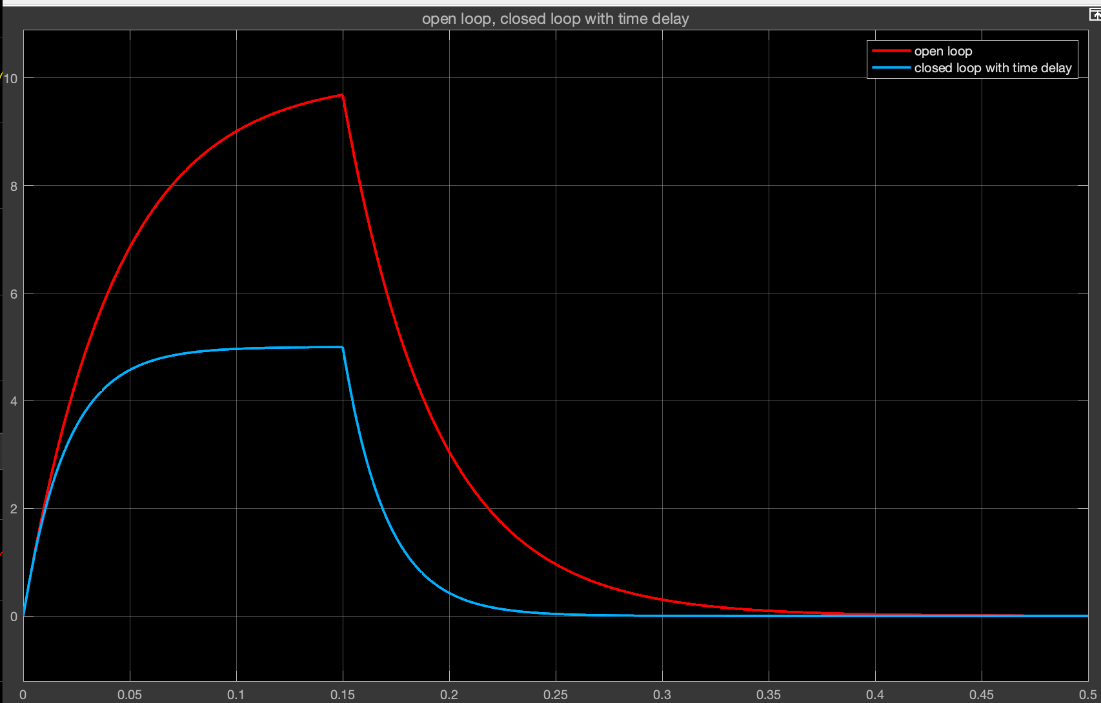 open loop, closed loop with time delay
open loop
closed loop with time delay
10
8
6
4
2
0
0 0.05 0.1 0.15 0.2 0.25 0.3 0.35 0.4 0.45 0.5